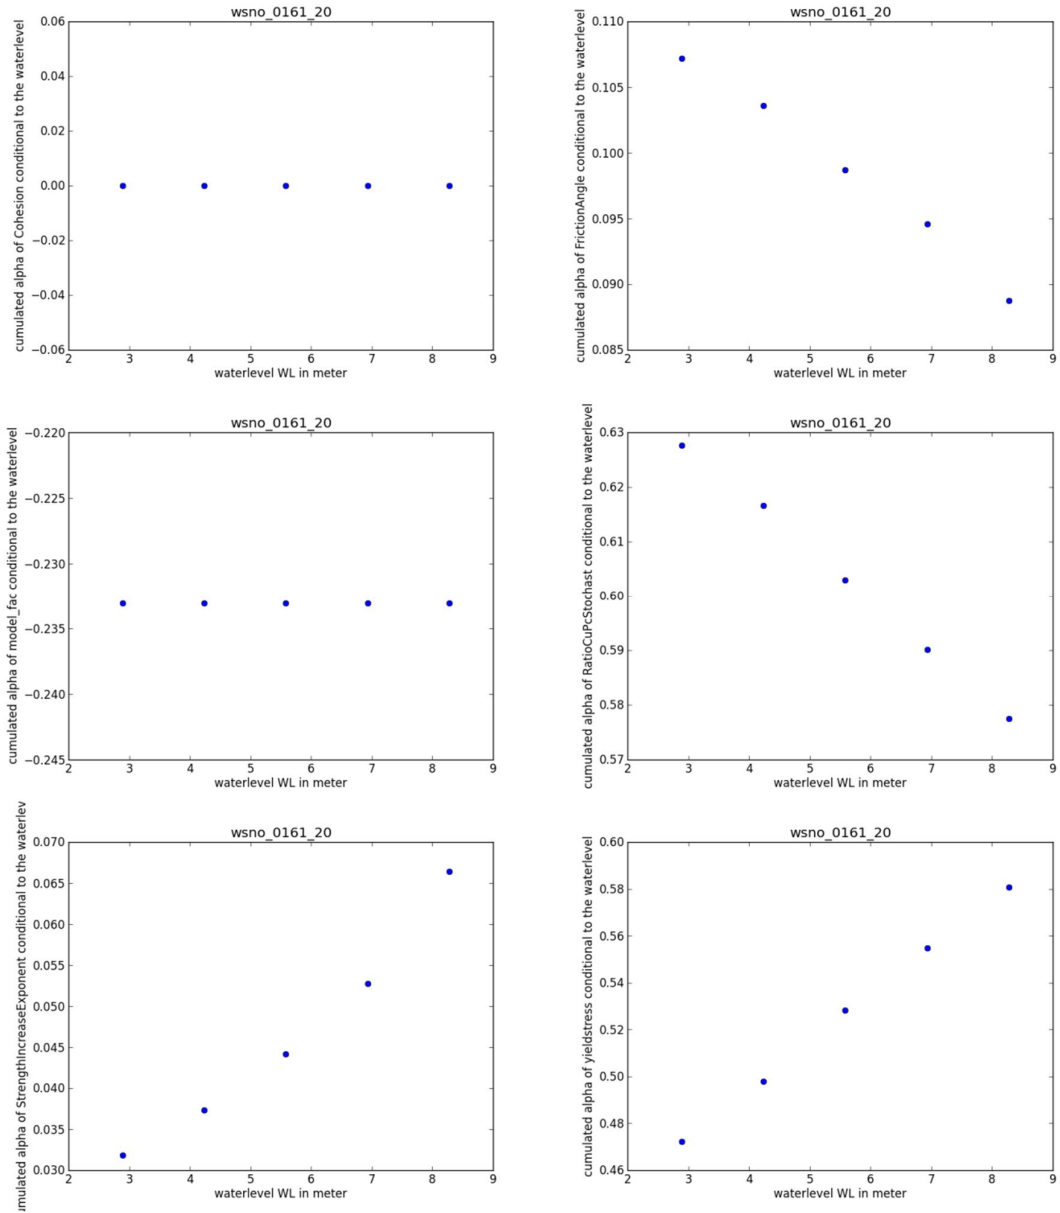 wsno_0161_20
cumulated alpha of Cohesion conditional to the waterlevel
0.06
0.04
0.02
0.00
−0.02
−0.04
−0.06
2 3 4 5 6 7 8 9
waterlevel WL in meter
wsno_0161_20
cumulated alpha of FrictionAngle conditional to the waterlevel
0.110
0.105
0.100
0.095
0.090
0.085
2 3 4 5 6 7 8 9
waterlevel WL in meter
wsno_0161_20
cumulated alpha of model_fac conditional to the waterlevel
−0.220
−0.225
−0.230
−0.235
−0.240
−0.245
2 3 4 5 6 7 8 9
waterlevel WL in meter
wsno_0161_20
cumulated alpha of RatioCuPcStochast conditional to the waterlevel
0.63
0.62
0.61
0.60
0.59
0.58
0.57
2 3 4 5 6 7 8 9
waterlevel WL in meter
wsno_0161_20
umulated alpha of StrengthIncreaseExponent conditional to the waterlev
0.070
0.065
0.060
0.055
0.050
0.045
0.040
0.035
0.030
2 3 4 5 6 7 8 9
waterlevel WL in meter
wsno_0161_20
cumulated alpha of yieldstress conditional to the waterlevel
0.60
0.58
0.56
0.54
0.52
0.50
0.48
0.46
2 3 4 5 6 7 8 9
waterlevel WL in meter